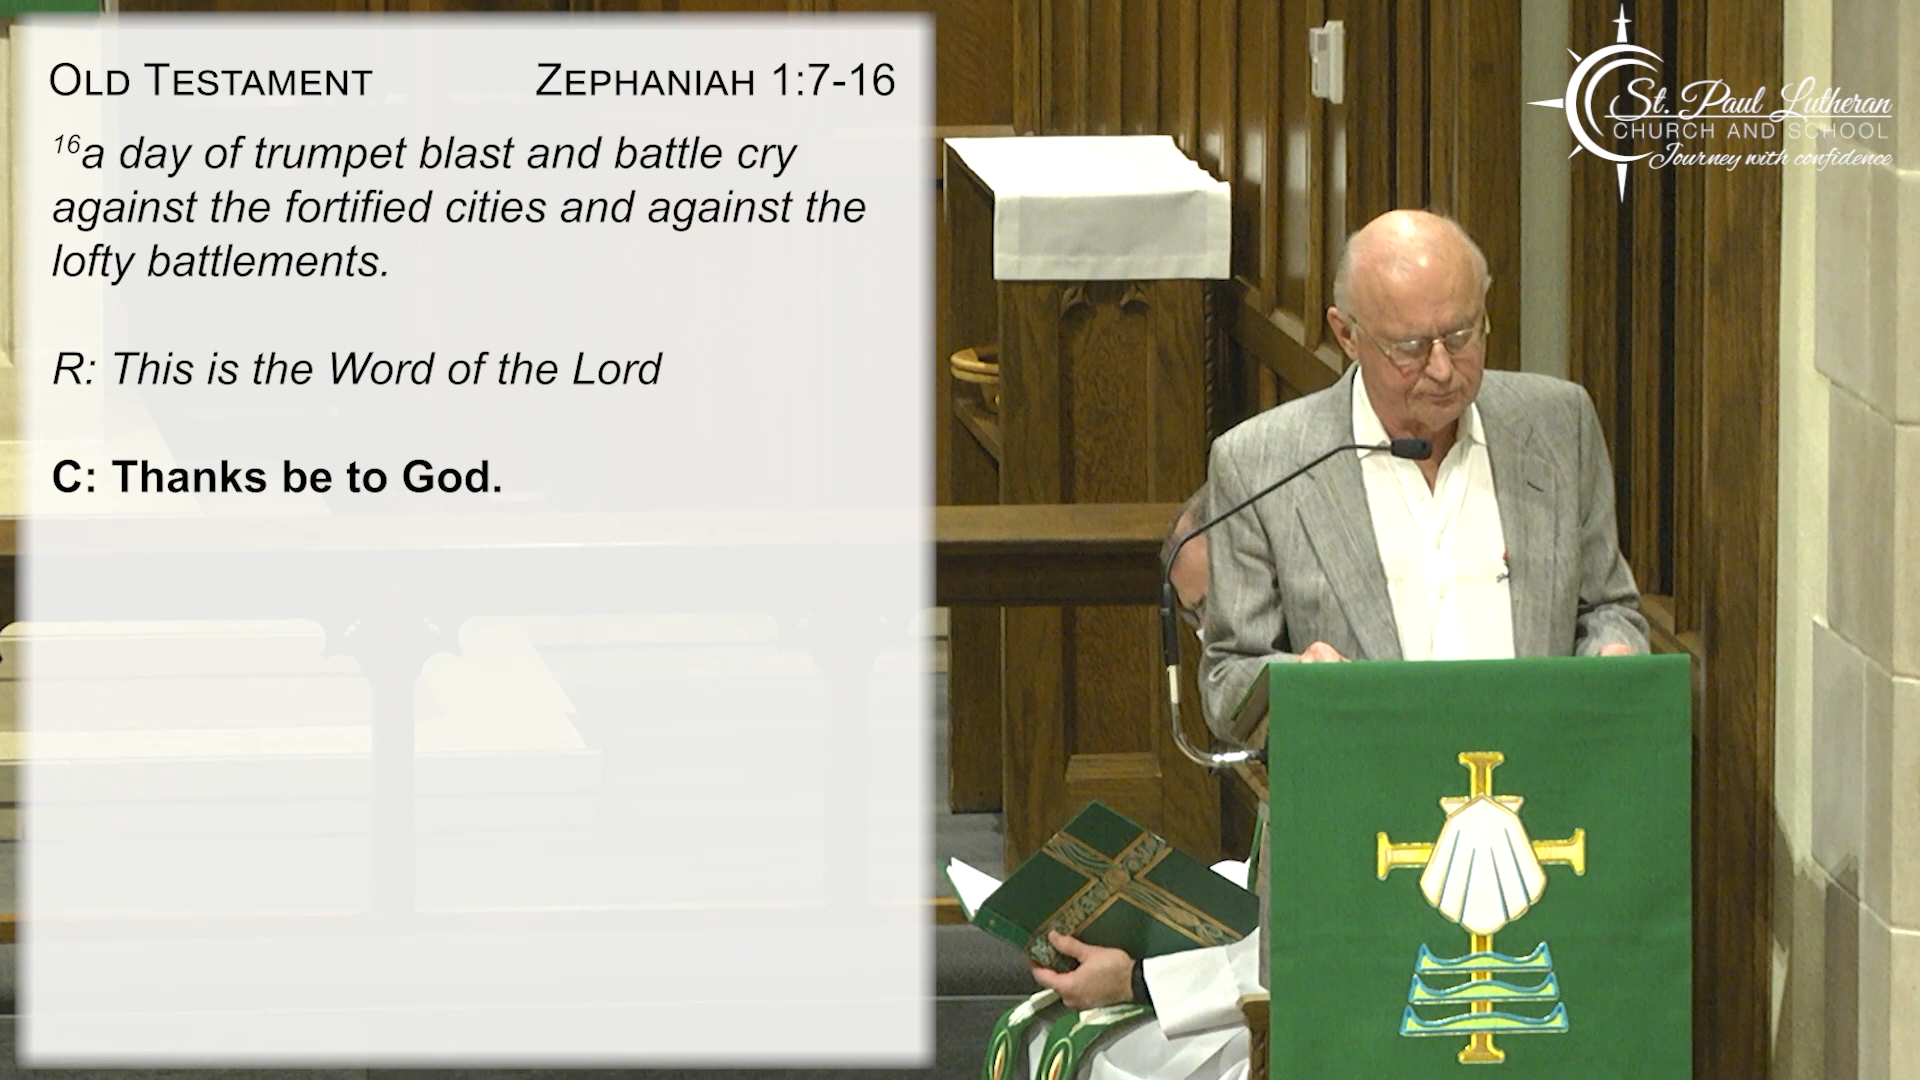 OLD TESTAMENT ZEPHANIAH 1:7-16
16a day of trumpet blast and battle cry
against the fortified cities and against the
lofty battlements.
R: This is the Word of the Lord
C: Thanks be to God.
St. Paul Lutheran
CHURCH AND SCHOOL
Journey with confidence